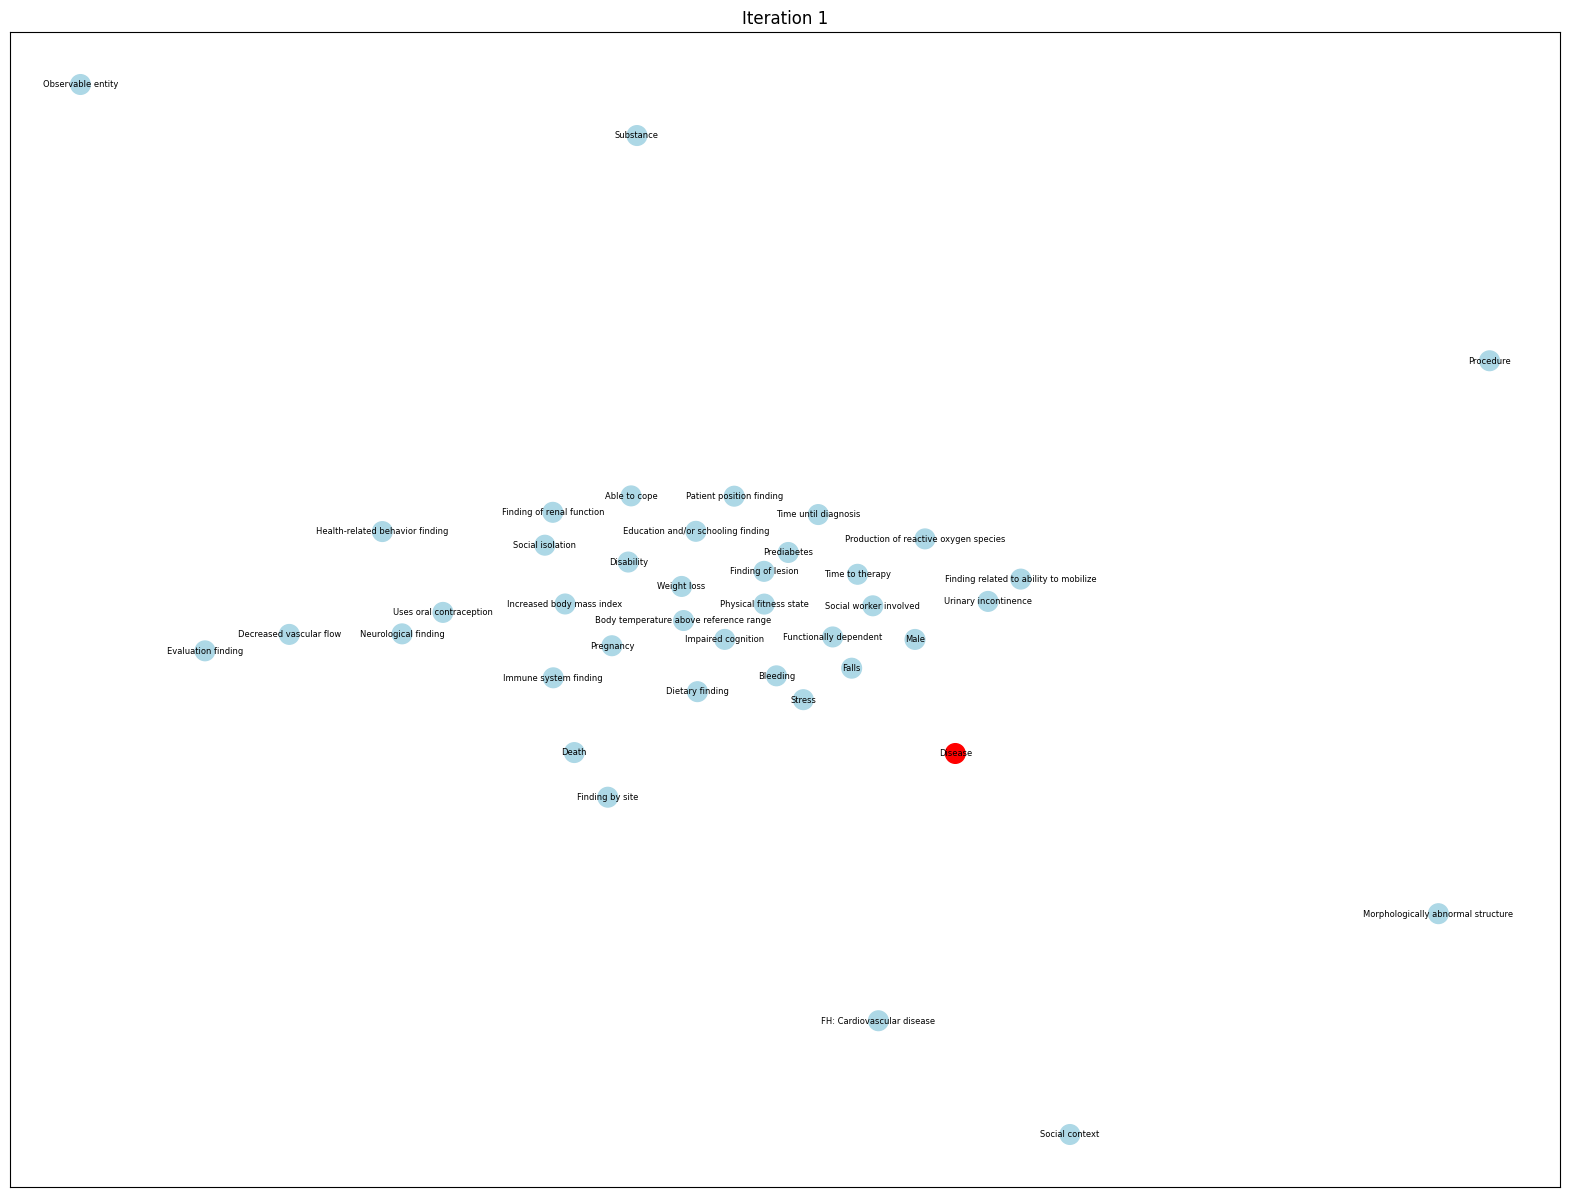 Iteration 1
Observable entity
Substance
Procedure
Able to cope
Patient position finding
Finding of renal function
Time until diagnosis
Health-related behavior finding
Education and/or schooling finding
Production of reactive oxygen species
Social isolation
Prediabetes
Disability
Finding of lesion
Time to therapy
Finding related to ability to mobilize
Weight loss
Urinary incontinence
Increased body mass index
Physical fitness state
Social worker involved
Uses oral contraception
Body temperature above reference range
Decreased vascular flow
Neurological finding
Impaired cognition
Functionally dependent
Male
Pregnancy
Evaluation finding
Falls
Immune system finding
Bleeding
Dietary finding
Stress
Death
Disease
Finding by site
Morphologically abnormal structure
FH: Cardiovascular disease
Social context